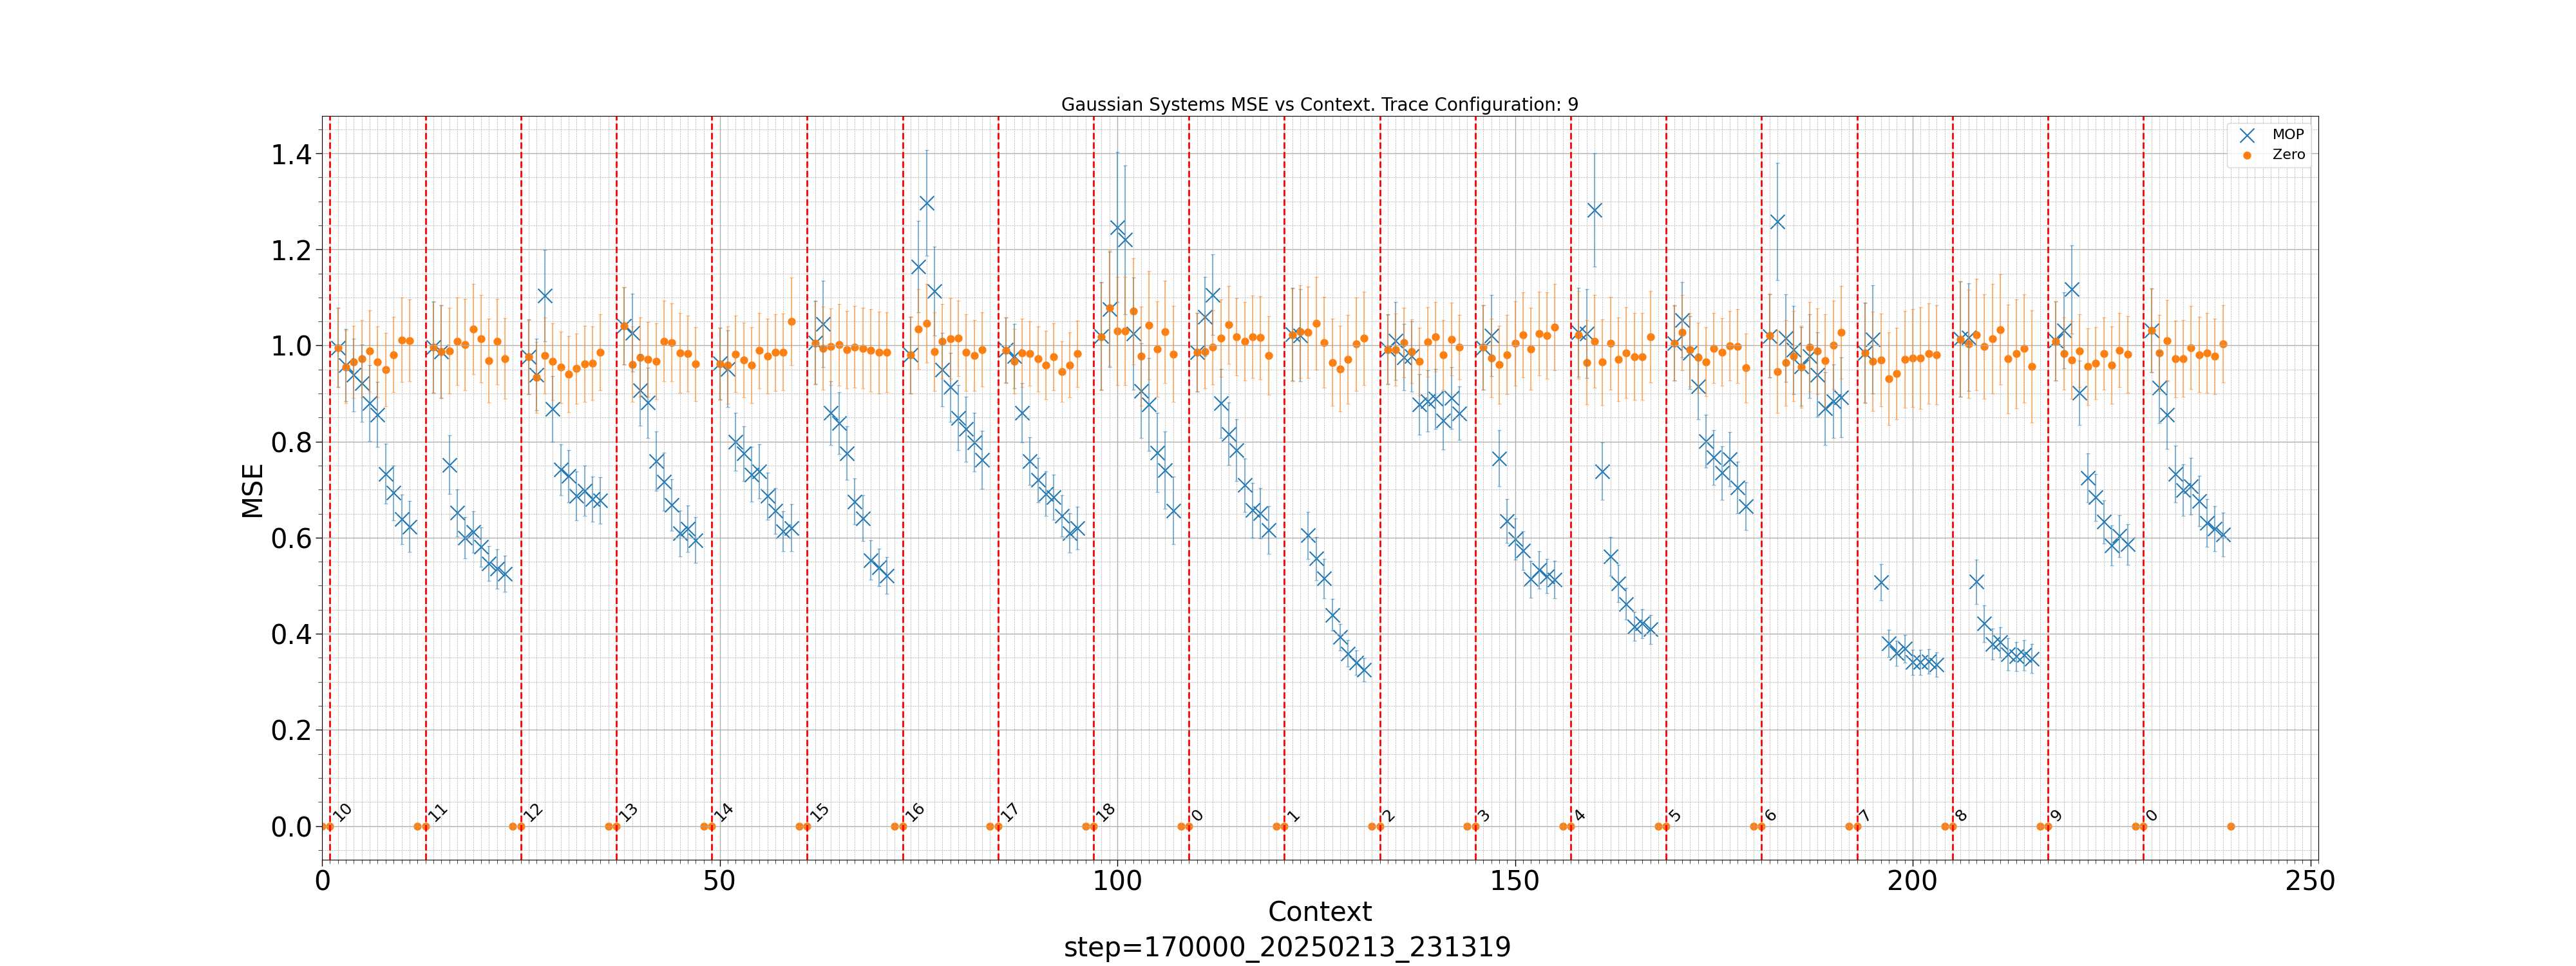 Gaussian Systems MSE vs Context. Trace Configuration: 9
MOP
Zero
MSE
1.4
1.2
1.0
0.8
0.6
0.4
0.2
0.0
10 11 12 13 14 15 16 17 18 0 1 2 3 4 5 6 7 8 9 0
0 50 100 150 200 250
Context
step=170000_20250213_231319